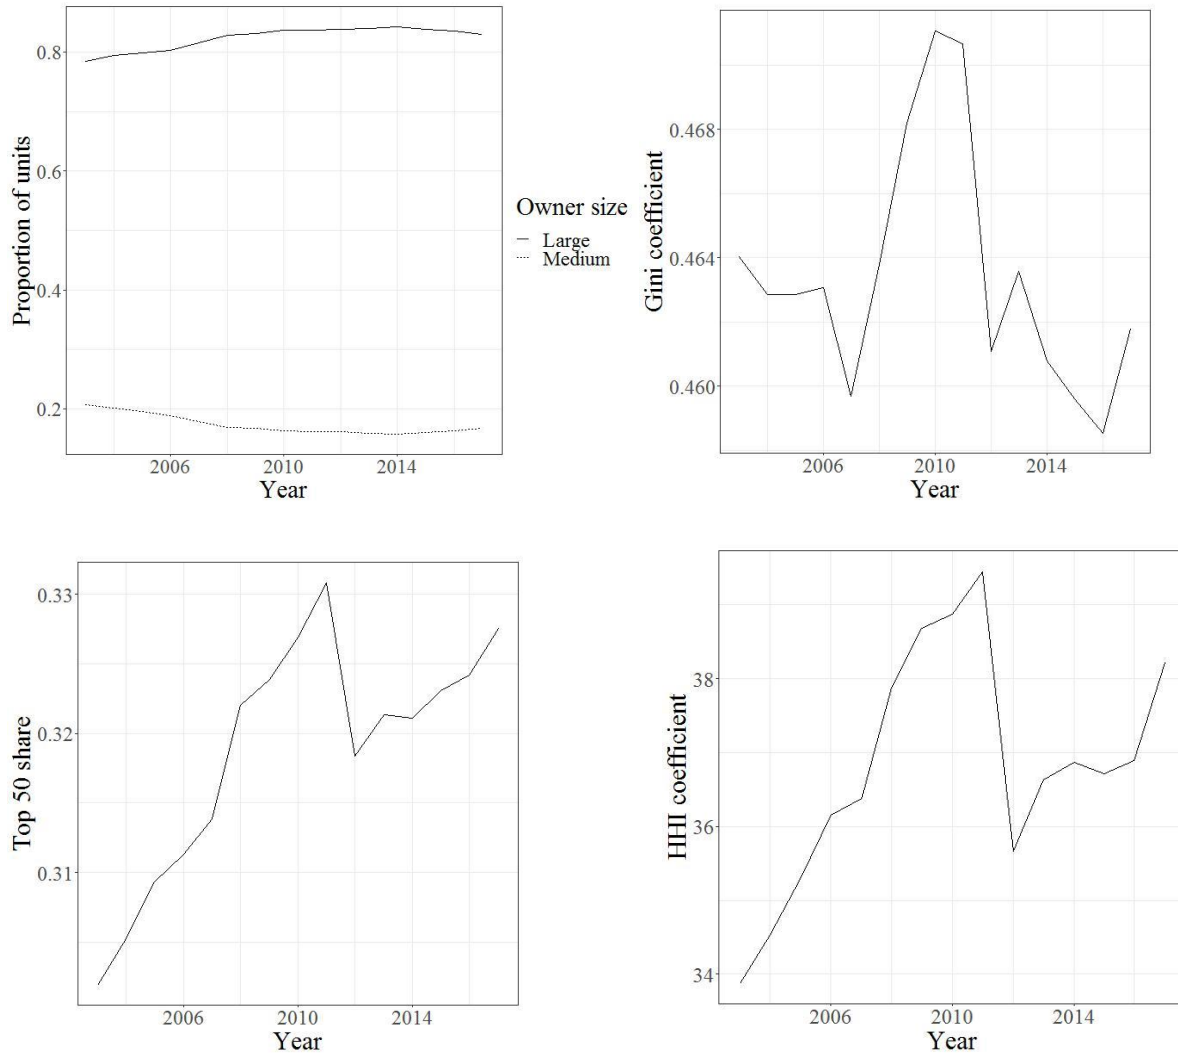 Proportion of units
0.8
0.6
0.4
0.2
2006 2010 2014
Year
Owner size
Large
Medium
Gini coefficient
0.468
0.464
0.460
2006 2010 2014
Year
Top 50 share
0.33
0.32
0.31
2006 2010 2014
Year
HHI coefficient
38
36
34
2006 2010 2014
Year